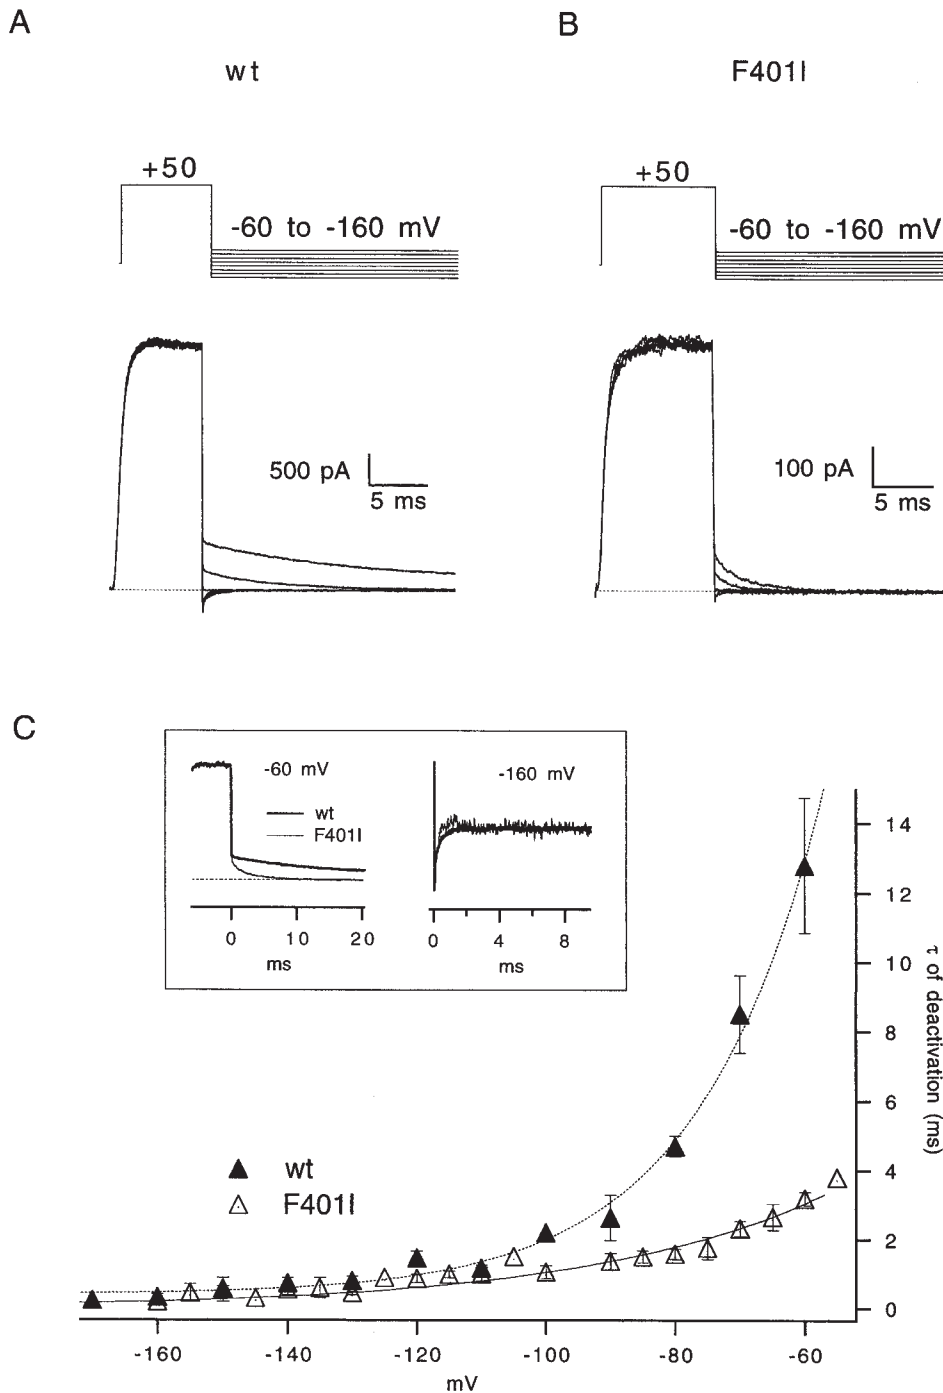 A
B
wt
F401I
+50
-60 to -160 mV
+50
-60 to -160 mV
500 pA
5 ms
100 pA
5 ms
C
-60 mV
wt
F401I
0 10 20
ms
-160 mV
0 4 8
ms
wt
F401I
14
12
10
8
6
4
2
0
τ of deactivation (ms)
-160 -140 -120 -100 -80 -60
mV